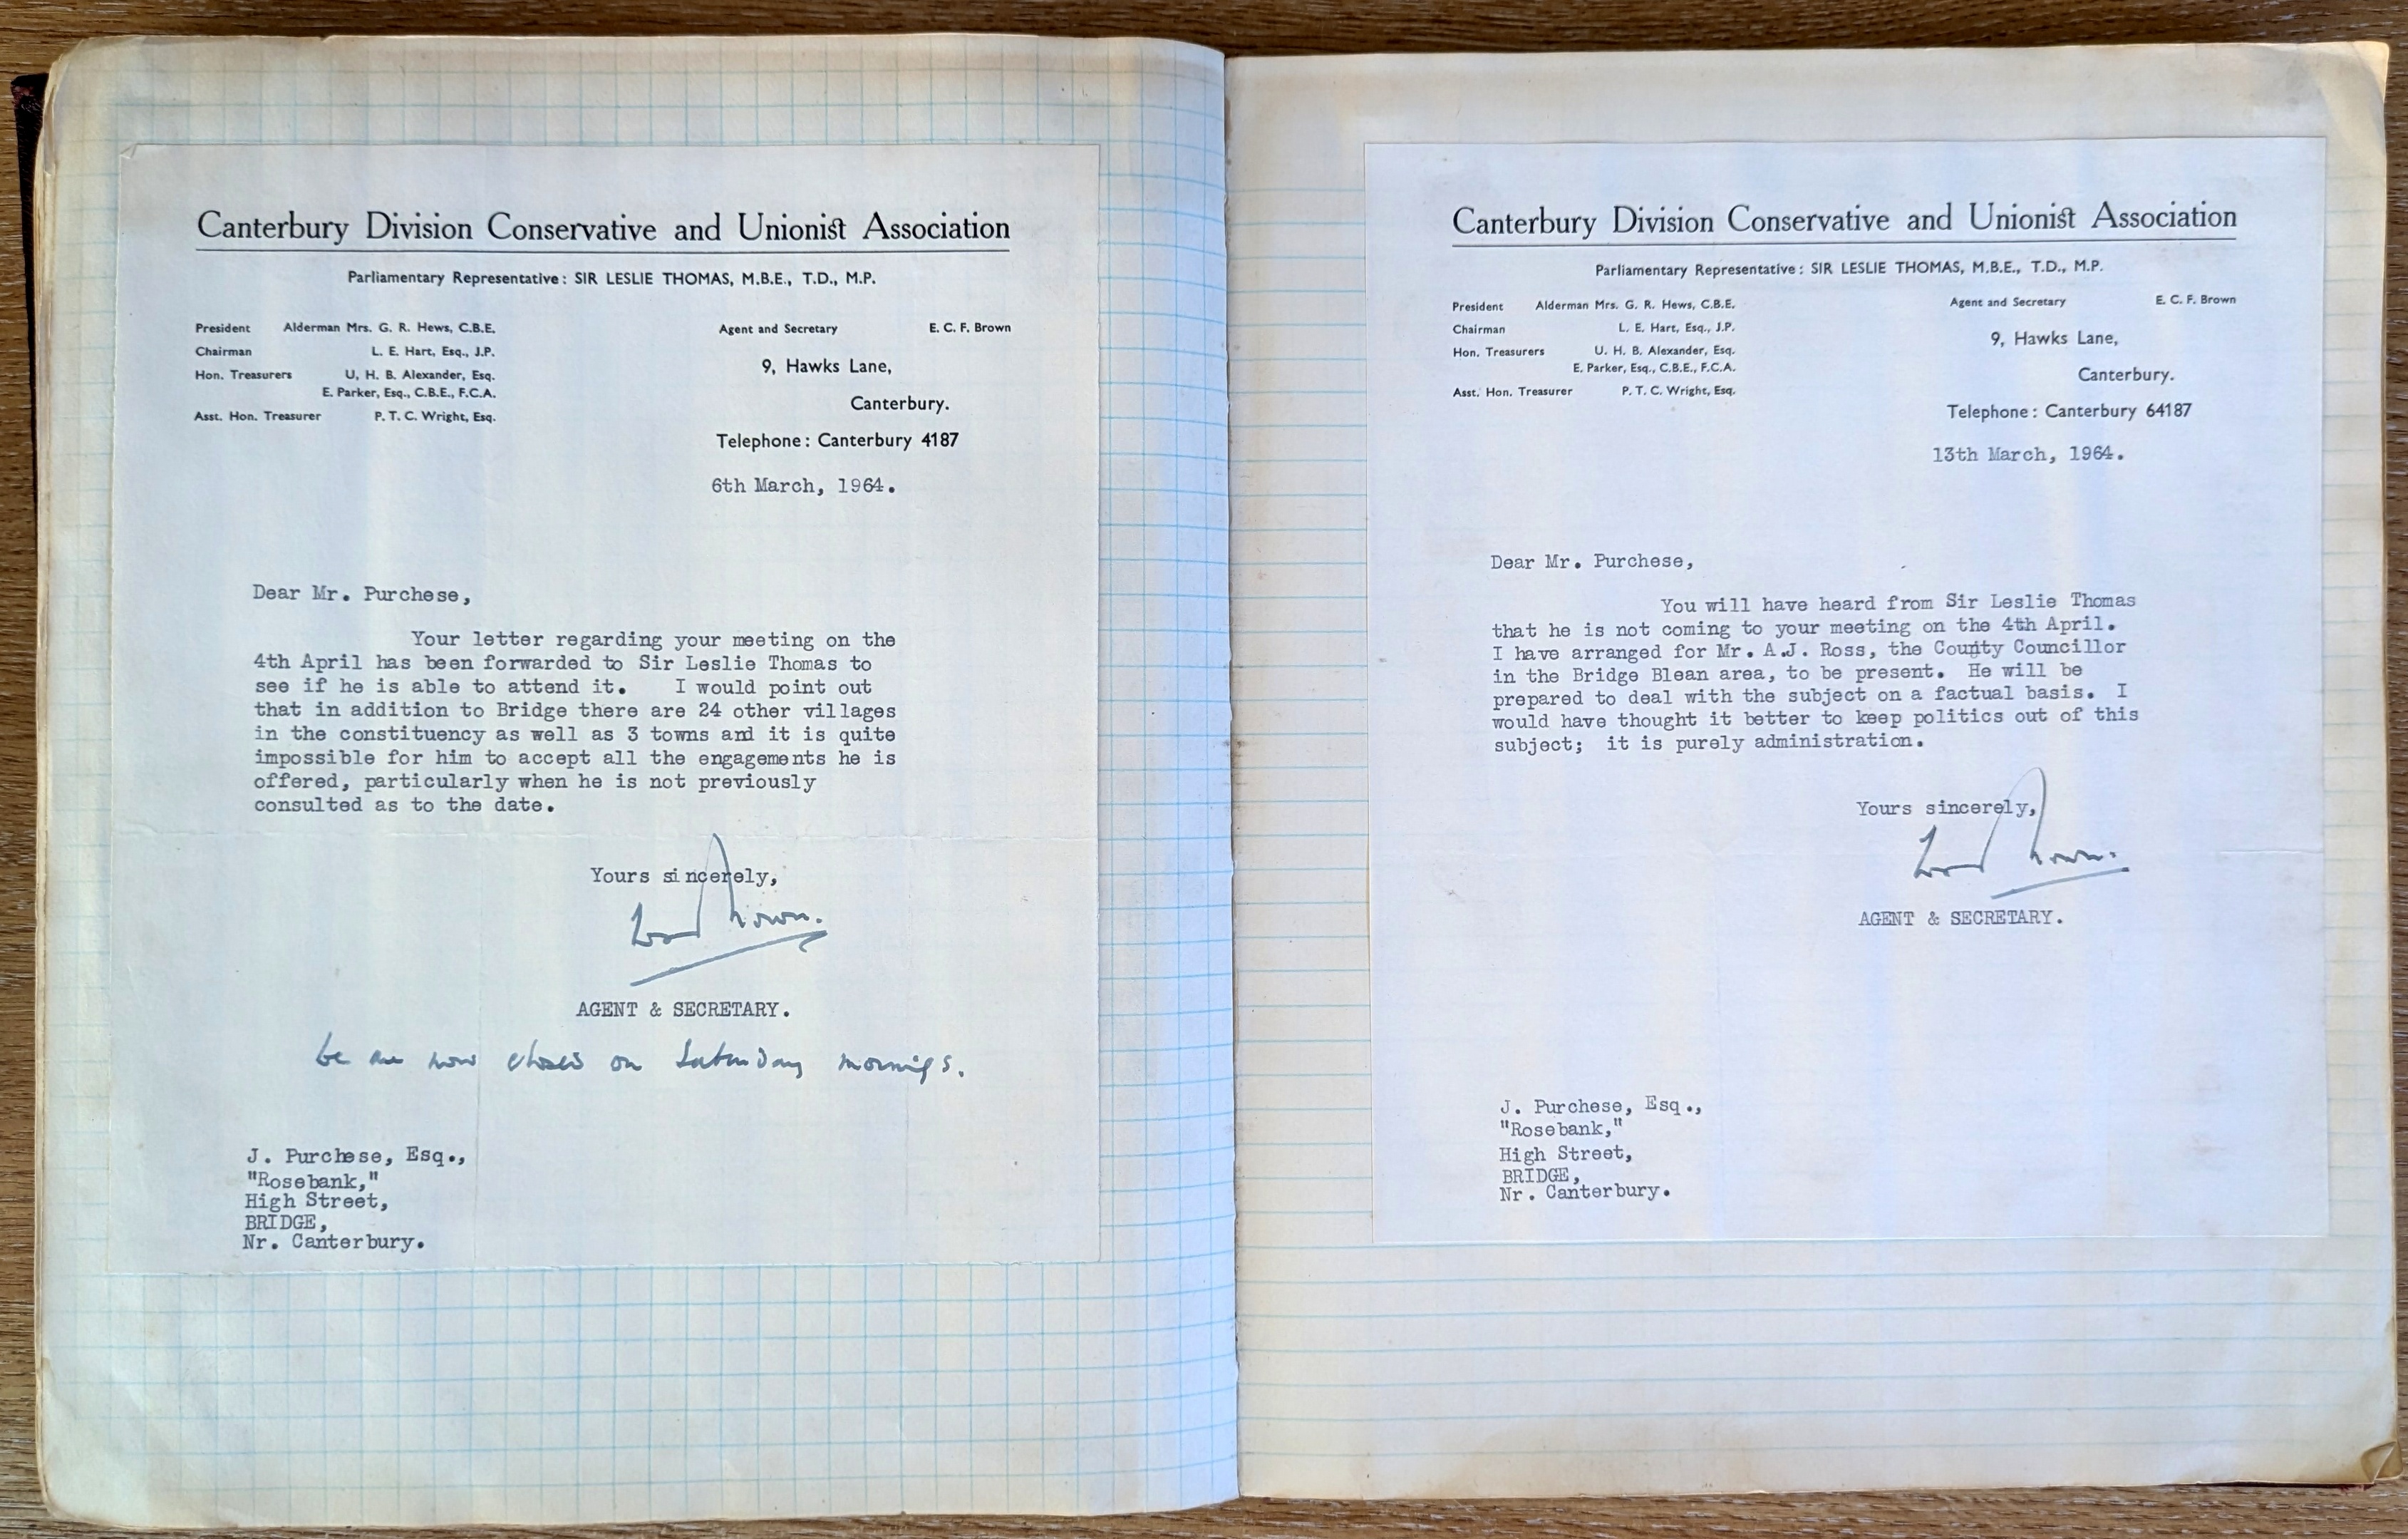 Canterbury Division Conservative and Unionist Association
Parliamentary Representative: SIR LESLIE THOMAS, M.B.E., T.D., M.P.
President Alderman Mrs. G. R. Hews, C.B.E.
Chairman L. E. Hart, Esq., J.P.
Hon. Treasurers U. H. B. Alexander, Esq.
E. Parker, Esq., C.B.E., F.C.A.
Asst. Hon. Treasurer P. T. C. Wright, Esq.
Agent and Secretary E. C. F. Brown
9, Hawks Lane,
Canterbury.
Telephone: Canterbury 4187
6th March, 1964.
Dear Mr. Purchese,
Your letter regarding your meeting on the
4th April has been forwarded to Sir Leslie Thomas to
see if he is able to attend it. I would point out
that in addition to Bridge there are 24 other villages
in the constituency as well as 3 towns and it is quite
impossible for him to accept all the engagements he is
offered, particularly when he is not previously
consulted as to the date.
Yours sincerely,
Brown.
AGENT & SECRETARY.
are now closed on Saturday mornings.
J. Purchese, Esq.,
"Rosebank,"
High Street,
BRIDGE,
Nr. Canterbury.
Canterbury Division Conservative and Unionist Association
Parliamentary Representative: SIR LESLIE THOMAS, M.B.E., T.D., M.P.
President Alderman Mrs. G. R. Hews, C.B.E.
Chairman L. E. Hart, Esq., J.P.
Hon. Treasurers U. H. B. Alexander, Esq.
E. Parker, Esq., C.B.E., F.C.A.
Asst. Hon. Treasurer P. T. C. Wright, Esq.
Agent and Secretary E. C. F. Brown
9, Hawks Lane,
Canterbury.
Telephone: Canterbury 64187
13th March, 1964.
Dear Mr. Purchese,
You will have heard from Sir Leslie Thomas
that he is not coming to your meeting on the 4th April.
I have arranged for Mr. A.J. Ross, the County Councillor
in the Bridge Blean area, to be present. He will be
prepared to deal with the subject on a factual basis. I
would have thought it better to keep politics out of this
subject; it is purely administration.
Yours sincerely,
Brown.
AGENT & SECRETARY.
J. Purchese, Esq.,
"Rosebank,"
High Street,
BRIDGE,
Nr. Canterbury.